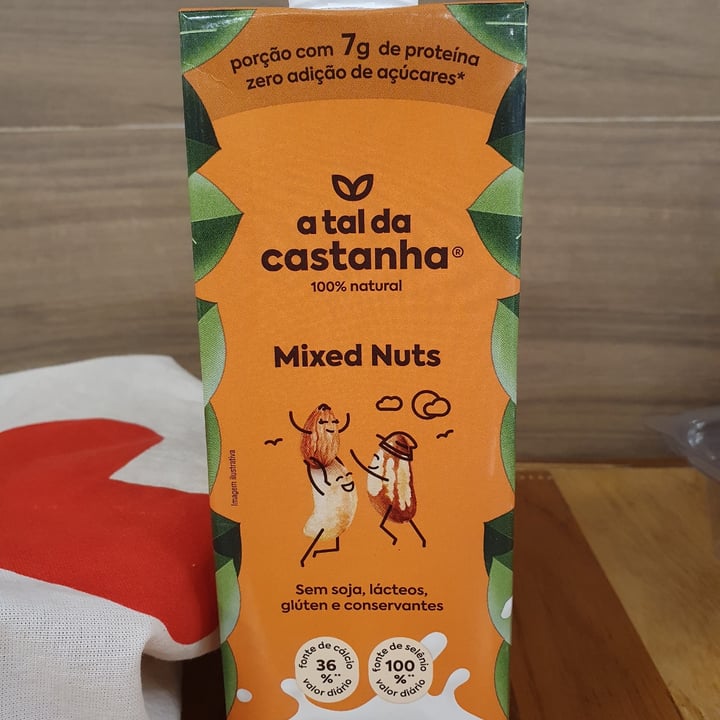 porção com 7g de proteína
zero adição de açúcares*
a tal da
castanha®
100% natural
Mixed Nuts
Imagem ilustrativa
Sem soja, lácteos,
glúten e conservantes
fonte de cálcio
36
%**
valor diário
fonte de selênio
100
%**
valor diário